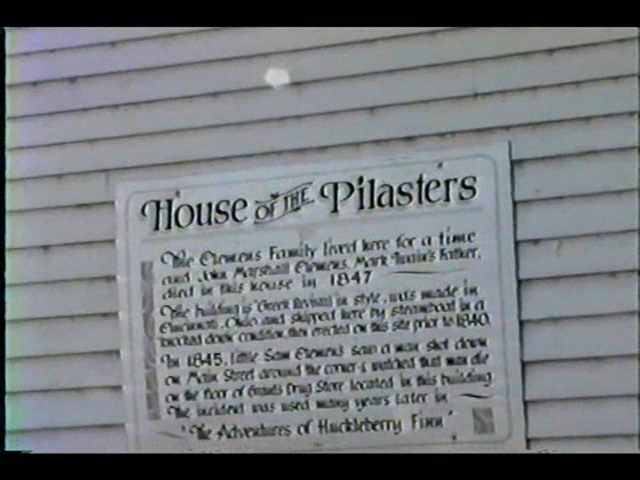 House OF THE Pilasters
The Clemens Family lived here for a time
and John Marshall Clemens, Mark Twain's Father,
died in this house in 1847
The building is Greek Revival in style, was made in
Cincinnati, Ohio and shipped here by steamboat in a
knocked down condition then erected on this site prior to 1840.
In 1845, little Sam Clemens saw a man shot down
on Main Street around the corner & watched that man die
on the floor of Grants Drug Store located in this building.
The incident was used many years later in
"The Adventures of Huckleberry Finn"